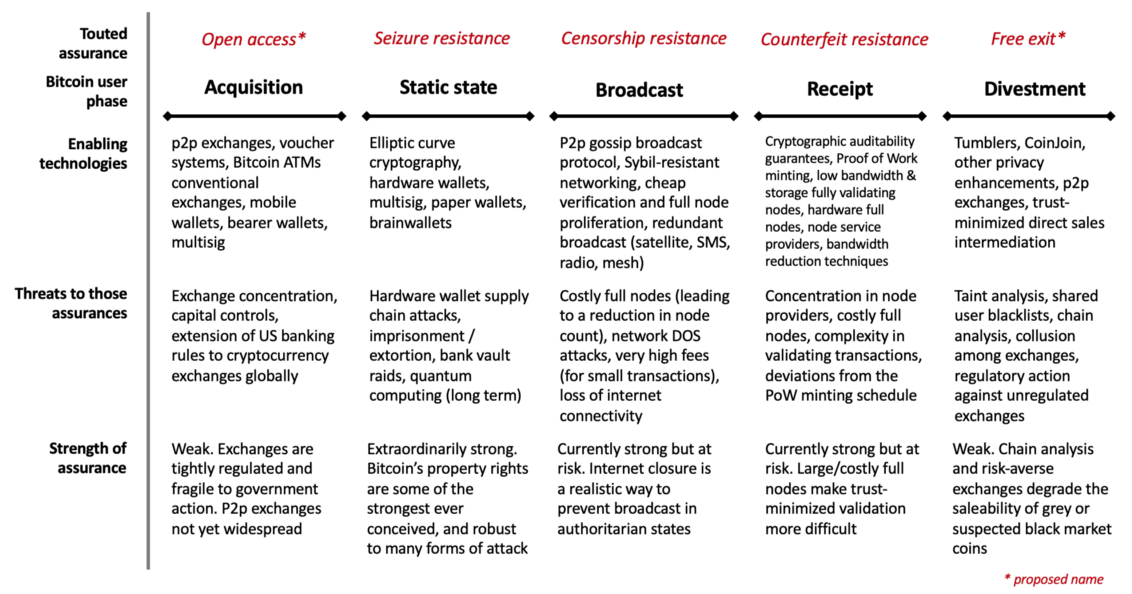 Touted assurance
Open access*
Seizure resistance
Censorship resistance
Counterfeit resistance
Free exit*
Bitcoin user phase
Acquisition
Static state
Broadcast
Receipt
Divestment
Enabling technologies
p2p exchanges, voucher
systems, Bitcoin ATMs
conventional
exchanges, mobile
wallets, bearer wallets,
multisig
Elliptic curve
cryptography,
hardware wallets,
multisig, paper wallets,
brainwallets
P2p gossip broadcast
protocol, Sybil-resistant
networking, cheap
verification and full node
proliferation, redundant
broadcast (satellite, SMS,
radio, mesh)
Cryptographic auditability
guarantees, Proof of Work
minting, low bandwidth &
storage fully validating
nodes, hardware full
nodes, node service
providers, bandwidth
reduction techniques
Tumblers, CoinJoin,
other privacy
enhancements, p2p
exchanges, trust-
minimized direct sales
intermediation
Threats to those assurances
Exchange concentration,
capital controls,
extension of US banking
rules to cryptocurrency
exchanges globally
Hardware wallet supply
chain attacks,
imprisonment /
extortion, bank vault
raids, quantum
computing (long term)
Costly full nodes (leading
to a reduction in node
count), network DOS
attacks, very high fees
(for small transactions),
loss of internet
connectivity
Concentration in node
providers, costly full
nodes, complexity in
validating transactions,
deviations from the
PoW minting schedule
Taint analysis, shared
user blacklists, chain
analysis, collusion
among exchanges,
regulatory action
against unregulated
exchanges
Strength of assurance
Weak. Exchanges are
tightly regulated and
fragile to government
action. P2p exchanges
not yet widespread
Extraordinarily strong.
Bitcoin's property rights
are some of the
strongest ever
conceived, and robust
to many forms of attack
Currently strong but at
risk. Internet closure is
a realistic way to
prevent broadcast in
authoritarian states
Currently strong but at
risk. Large/costly full
nodes make trust-
minimized validation
more difficult
Weak. Chain analysis
and risk-averse
exchanges degrade the
saleability of grey or
suspected black market
coins
* proposed name